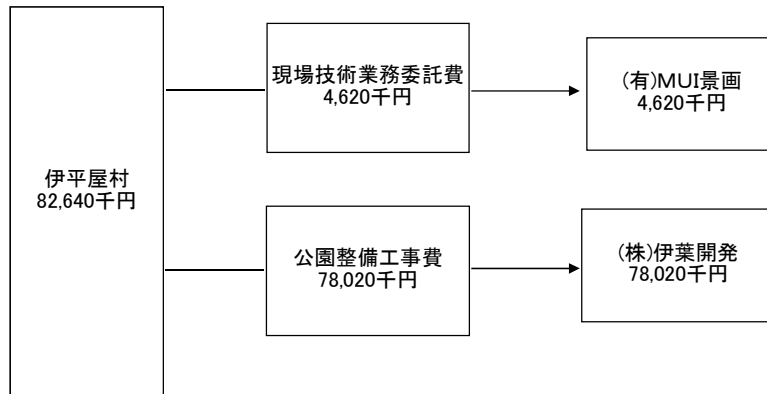 伊平屋村
82,640千円
現場技術業務委託費
4,620千円
(有)MUI景画
4,620千円
公園整備工事費
78,020千円
(株)伊葉開発
78,020千円